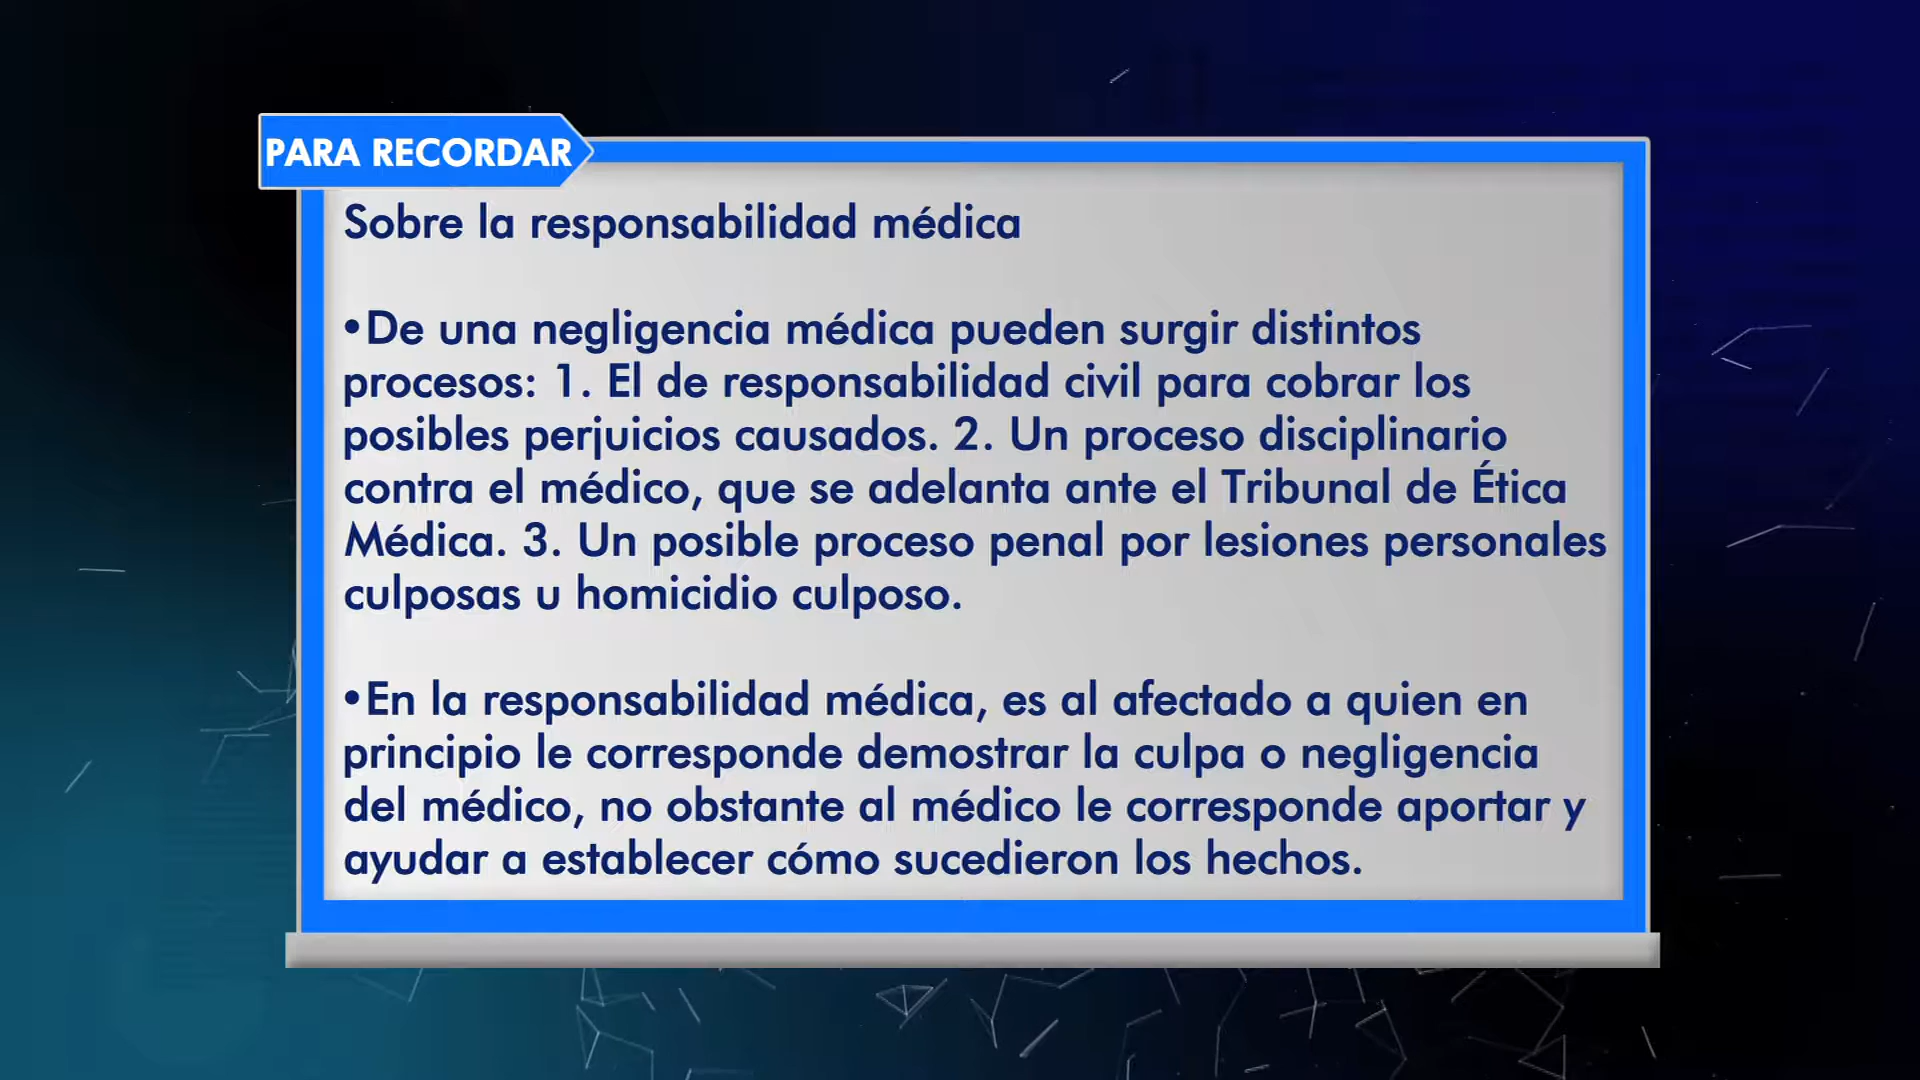 PARA RECORDAR
Sobre la responsabilidad médica
•De una negligencia médica pueden surgir distintos
procesos: 1. El de responsabilidad civil para cobrar los
posibles perjuicios causados. 2. Un proceso disciplinario
contra el médico, que se adelanta ante el Tribunal de Ética
Médica. 3. Un posible proceso penal por lesiones personales
culposas u homicidio culposo.
•En la responsabilidad médica, es al afectado a quien en
principio le corresponde demostrar la culpa o negligencia
del médico, no obstante al médico le corresponde aportar y
ayudar a establecer cómo sucedieron los hechos.